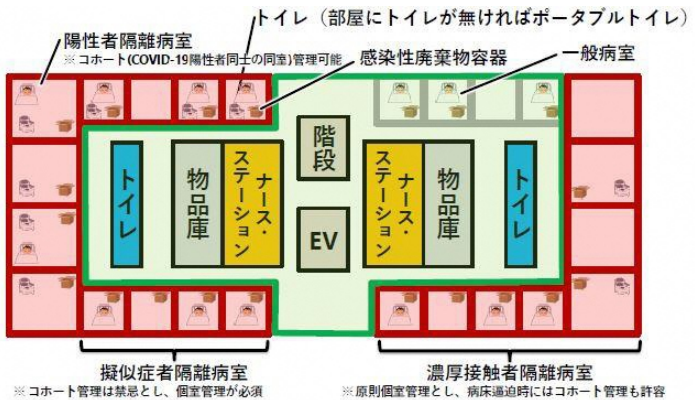 トイレ（部屋にトイレが無ければポータブルトイレ）
陽性者隔離病室
※ コホート(COVID-19陽性者同士の同室)管理可能
感染性廃棄物容器
一般病室
トイレ
物品庫
ナース・
ステーション
階段
EV
ナース・
ステーション
物品庫
トイレ
擬似症者隔離病室
※ コホート管理は禁忌とし、個室管理が必須
濃厚接触者隔離病室
※ 原則個室管理とし、病床逼迫時にはコホート管理も許容